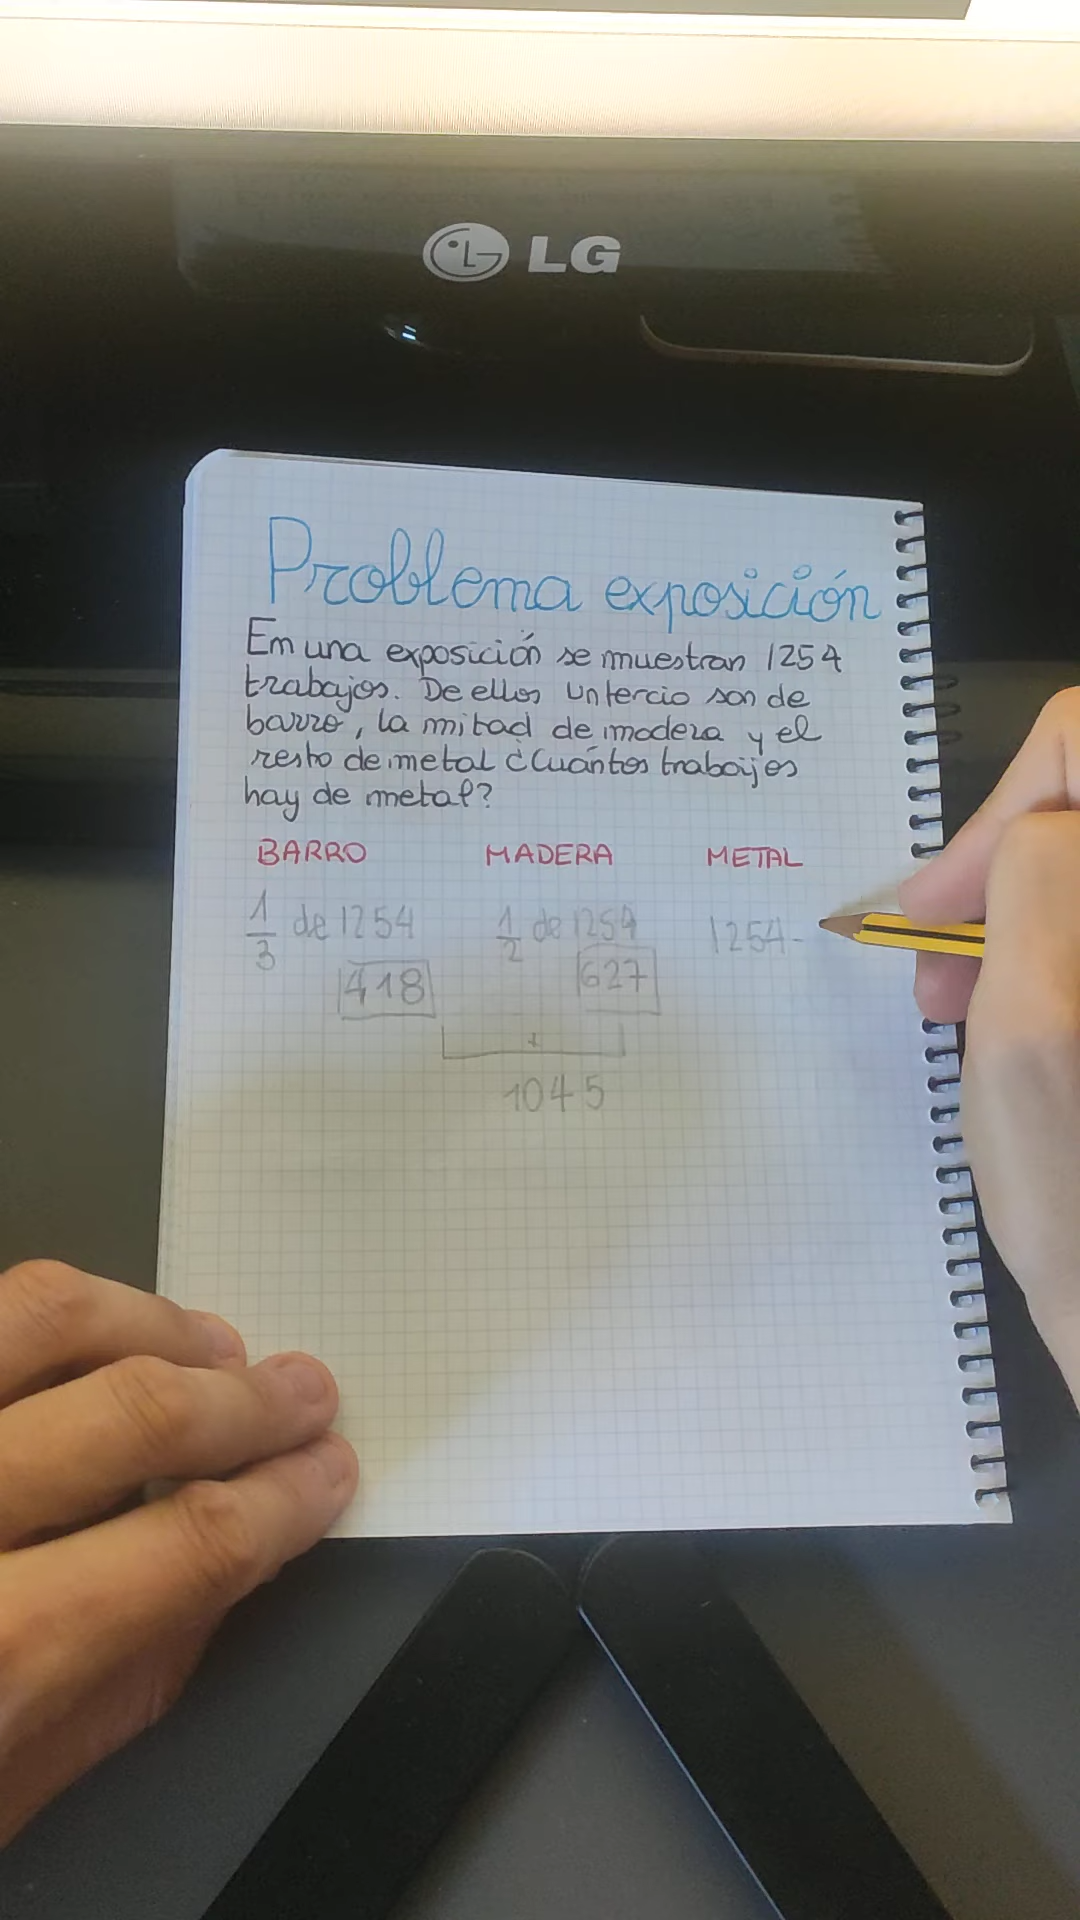 LG
Problema exposición
En una exposición se muestran 1254
trabajos. De ellos un tercio son de
barro, la mitad de madera y el
resto de metal ¿Cuántos trabajos
hay de metal?
BARRO MADERA METAL
1/3 de 1254 1/2 de 1254 1254-
418 627
+
1045